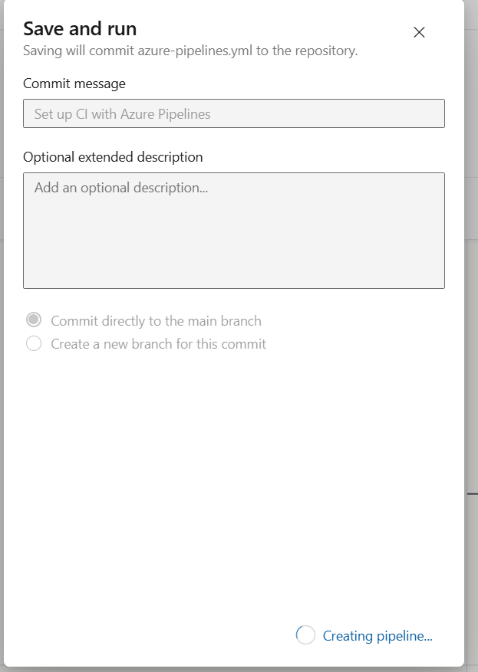 Save and run
Saving will commit azure-pipelines.yml to the repository.
Commit message
Set up CI with Azure Pipelines
Optional extended description
Add an optional description...
Commit directly to the main branch
Create a new branch for this commit
Creating pipeline...